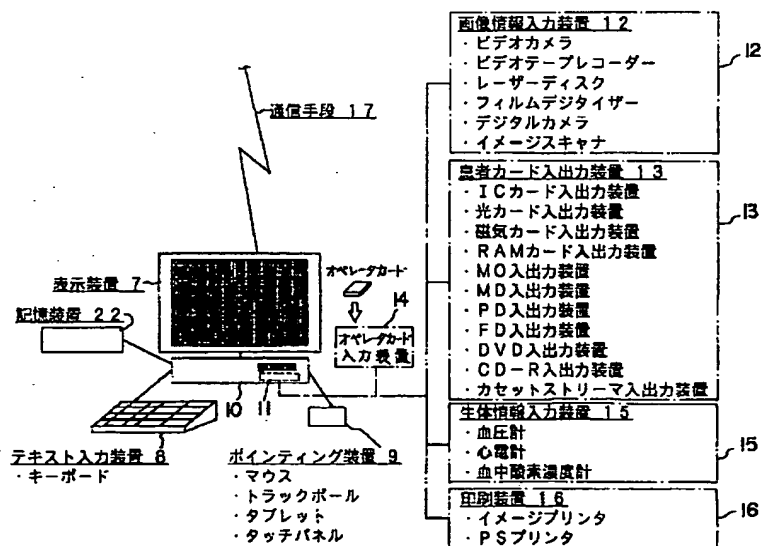 通信手段 17
表示装置 7
オペレータカード
14
オペレータカード
入力装置
記憶装置 22
10
11
テキスト入力装置 8
・キーボード
ポインティング装置 9
・マウス
・トラックボール
・タブレット
・タッチパネル
画像情報入力装置 12
・ビデオカメラ
・ビデオテープレコーダー
・レーザーディスク
・フィルムデジタイザー
・デジタルカメラ
・イメージスキャナ
12
患者カード入出力装置 13
・ICカード入出力装置
・光カード入出力装置
・磁気カード入出力装置
・RAMカード入出力装置
・MO入出力装置
・MD入出力装置
・PD入出力装置
・FD入出力装置
・DVD入出力装置
・CD-R入出力装置
・カセットストリーマ入出力装置
13
生体情報入力装置 15
・血圧計
・心電計
・血中酸素濃度計
15
印刷装置 16
・イメージプリンタ
・PSプリンタ
16